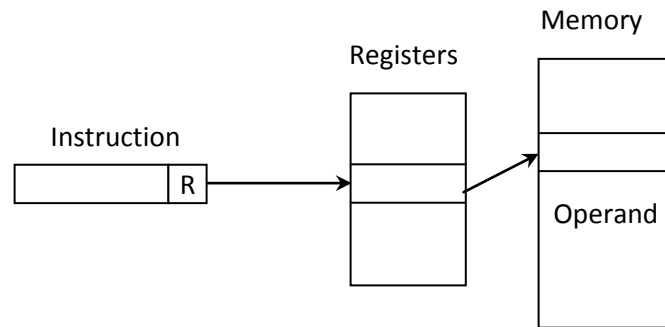 Memory
Registers
Instruction
R
Operand